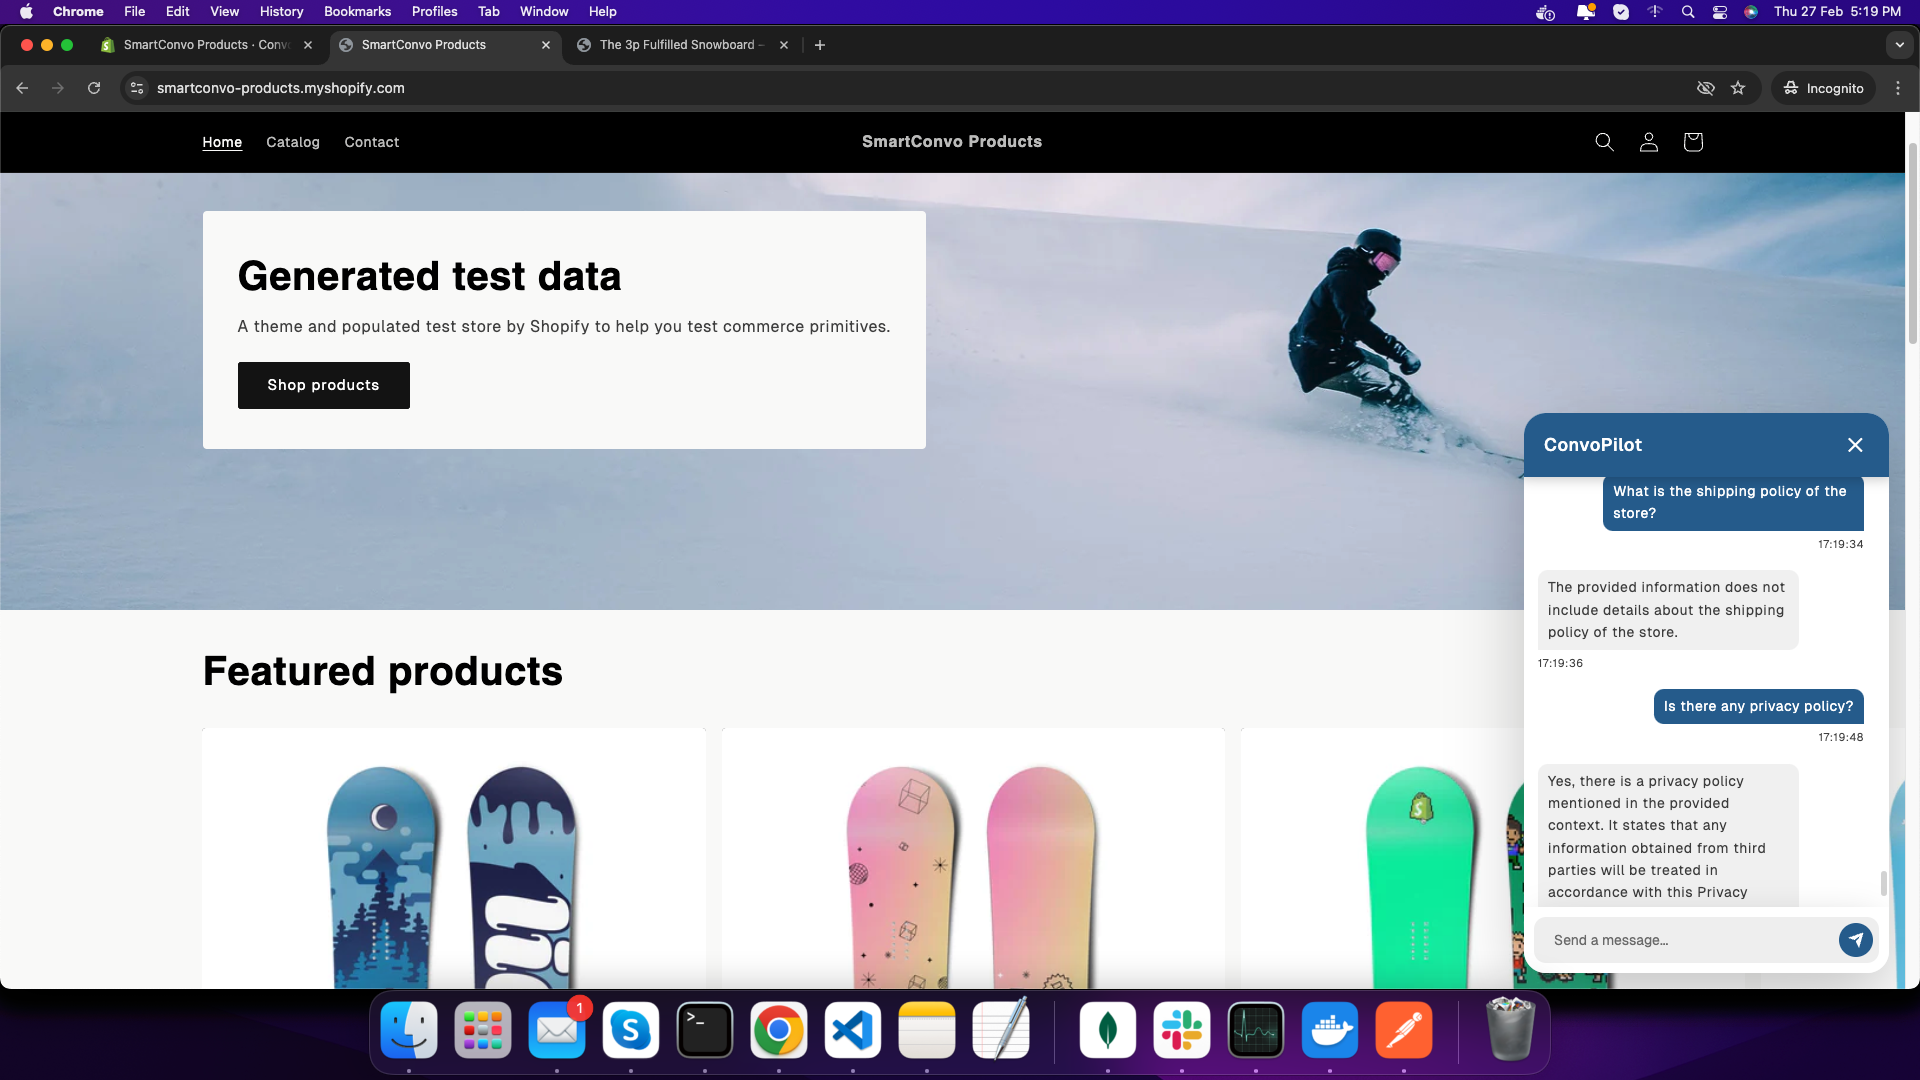 Chrome File Edit View History Bookmarks Profiles Tab Window Help
Thu 27 Feb 5:19 PM
SmartConvo Products · Conv
SmartConvo Products
The 3p Fulfilled Snowboard –
smartconvo-products.myshopify.com
Incognito
Home Catalog Contact
SmartConvo Products
Generated test data
A theme and populated test store by Shopify to help you test commerce primitives.
Shop products
Featured products
ConvoPilot
What is the shipping policy of the
store?
17:19:34
The provided information does not
include details about the shipping
policy of the store.
17:19:36
Is there any privacy policy?
17:19:48
Yes, there is a privacy policy
mentioned in the provided
context. It states that any
information obtained from third
parties will be treated in
accordance with this Privacy
Send a message...
1